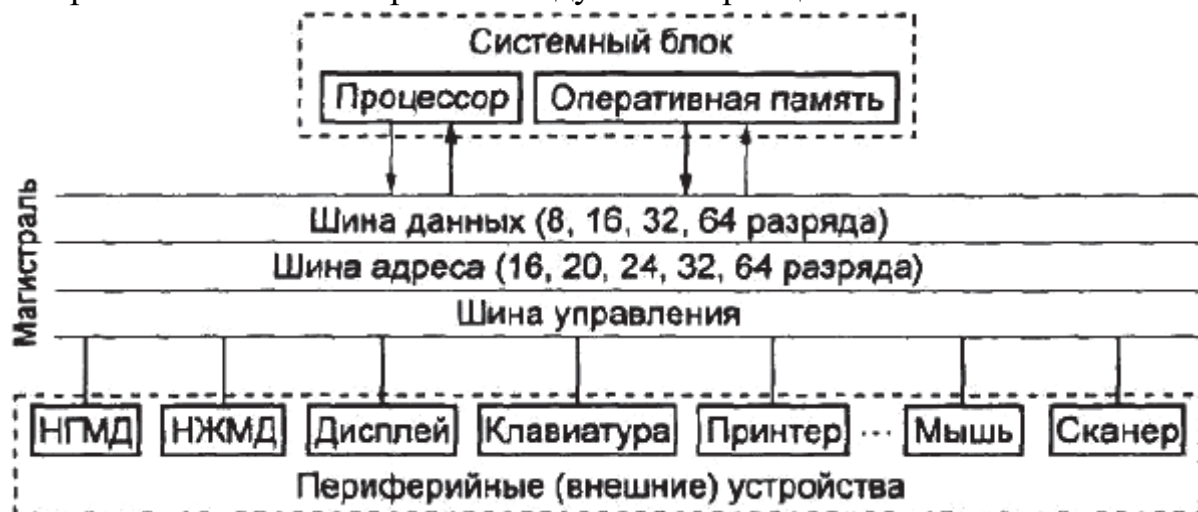 Системный блок
Процессор Оперативная память
Магистраль
Шина данных (8, 16, 32, 64 разряда)
Шина адреса (16, 20, 24, 32, 64 разряда)
Шина управления
НГМД НЖМД Дисплей Клавиатура Принтер ... Мышь Сканер
Периферийные (внешние) устройства